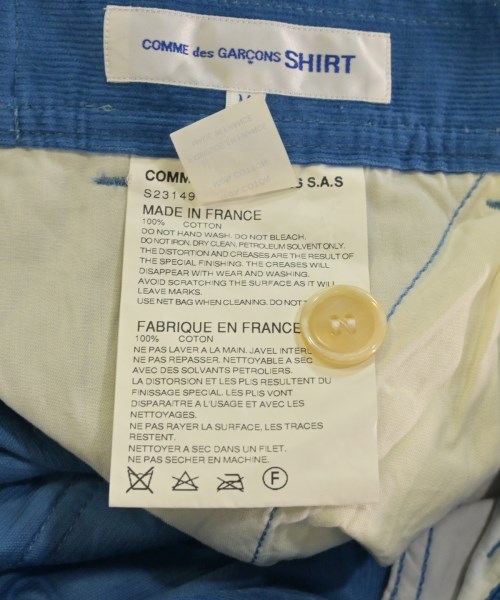 COMME des GARÇONS SHIRT
COMM S S.A.S
S23149
MADE IN FRANCE
100% COTTON
DO NOT HAND WASH. DO NOT BLEACH.
DO NOT IRON. DRY CLEAN, PETROLEUM SOLVENT ONLY.
THE DISTORTION AND CREASES ARE THE RESULT OF
THE SPECIAL FINISHING. THE CREASES WILL
DISAPPEAR WITH WEAR AND WASHING.
AVOID SCRATCHING THE SURFACE AS IT WILL
LEAVE MARKS.
USE NET BAG WHEN CLEANING. DO NOT
FABRIQUE EN FRANCE
100% COTON
NE PAS LAVER A LA MAIN. JAVEL INTER
NE PAS REPASSER. NETTOYABLE A SEC
AVEC DES SOLVANTS PETROLIERS.
LA DISTORSION ET LES PLIS RESULTENT DU
FINISSAGE SPECIAL. LES PLIS VONT
DISPARAITRE A L'USAGE ET AVEC LES
NETTOYAGES.
NE PAS RAYER LA SURFACE, LES TRACES
RESTENT.
NETTOYER A SEC DANS UN FILET.
NE PAS SECHER EN MACHINE.
F